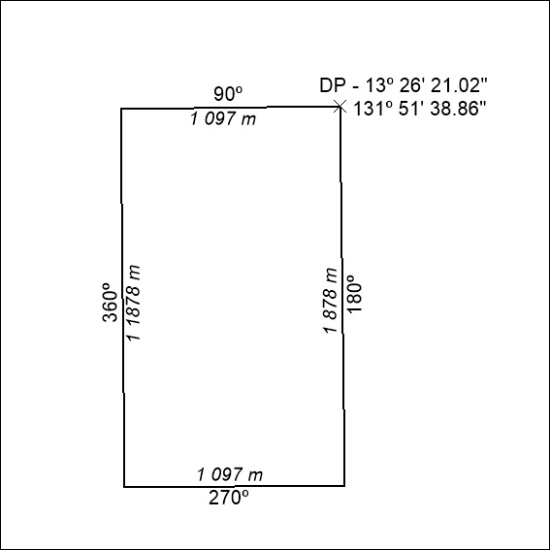 DP - 13º 26' 21.02"
131º 51' 38.86"
90º
1 097 m
360º
1 1878 m
1 878 m
180º
1 097 m
270º